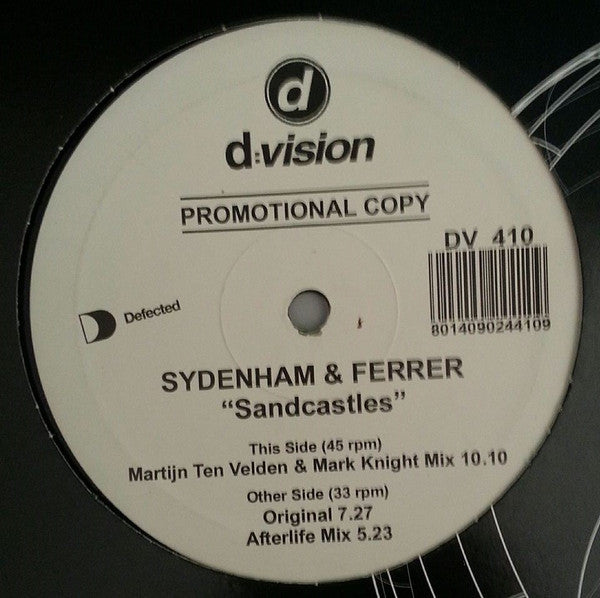 d
d:vision
PROMOTIONAL COPY
DV 410
8014090244109
Defected
SYDENHAM & FERRER
“Sandcastles”
This Side (45 rpm)
Martijn Ten Velden & Mark Knight Mix 10.10
Other Side (33 rpm)
Original 7.27
Afterlife Mix 5.23